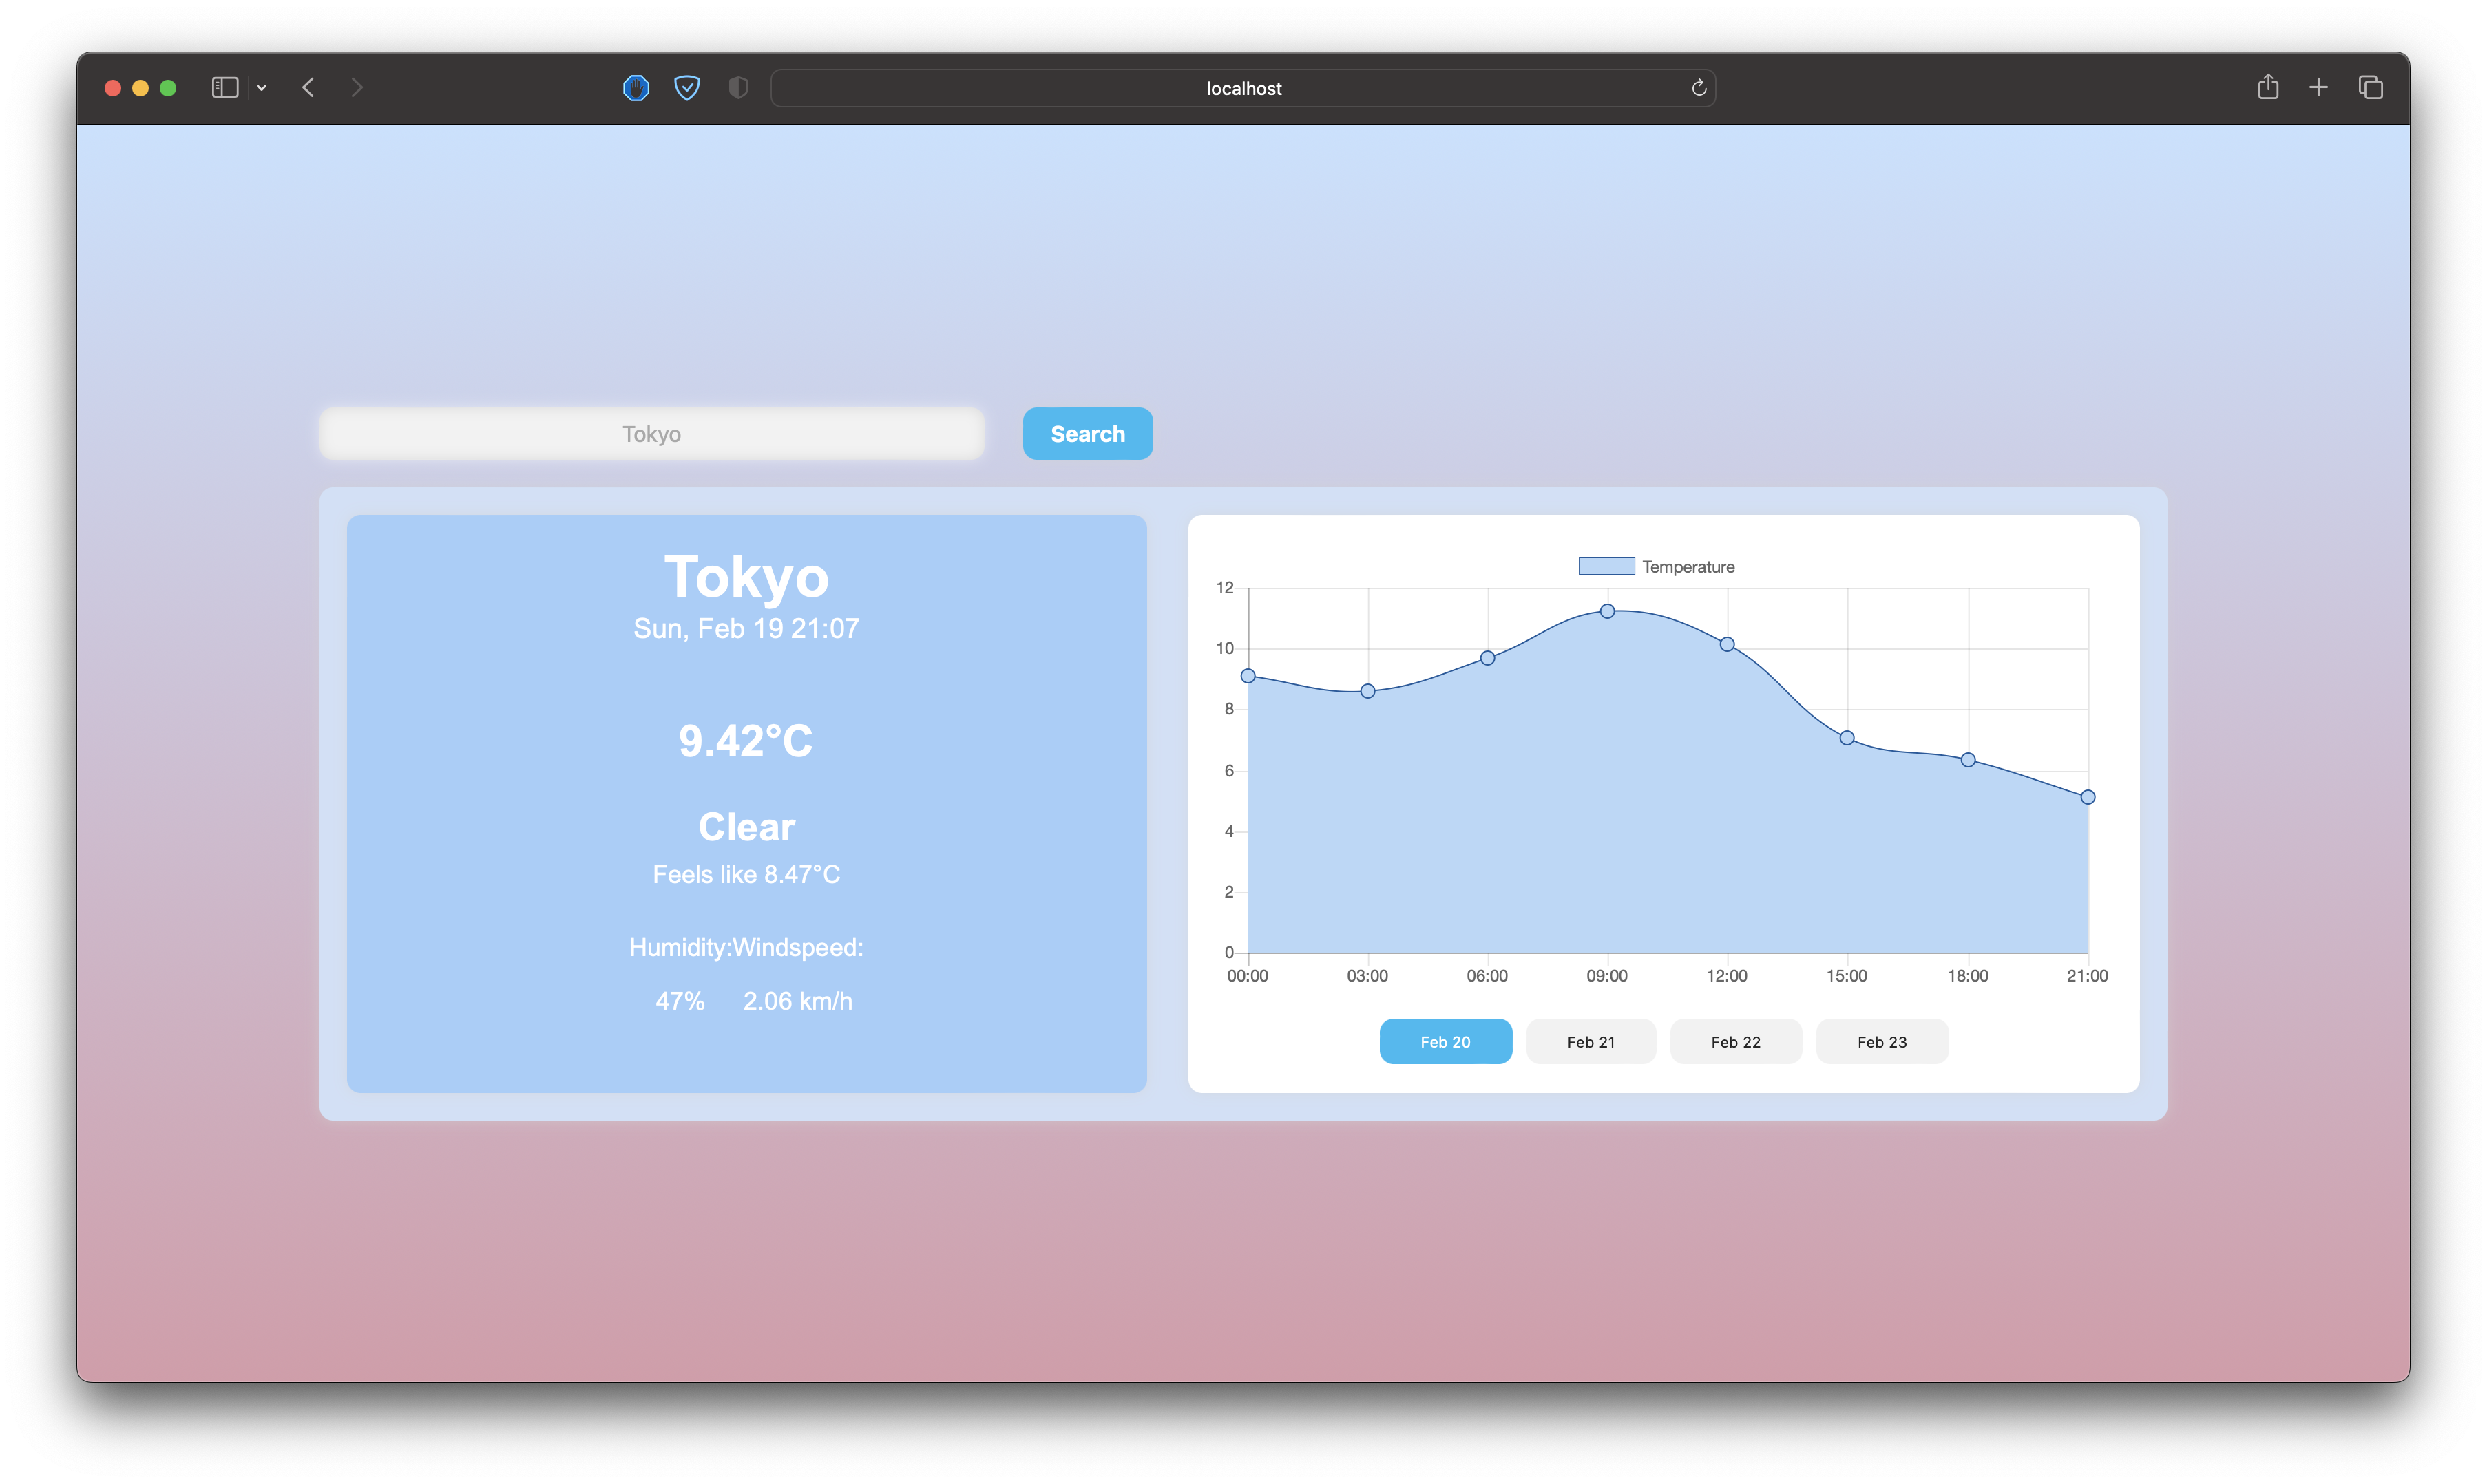 localhost
Tokyo
Search
Tokyo
Sun, Feb 19 21:07
9.42°C
Clear
Feels like 8.47°C
Humidity:Windspeed:
47% 2.06 km/h
Temperature
12
10
8
6
4
2
0
00:00 03:00 06:00 09:00 12:00 15:00 18:00 21:00
Feb 20 Feb 21 Feb 22 Feb 23